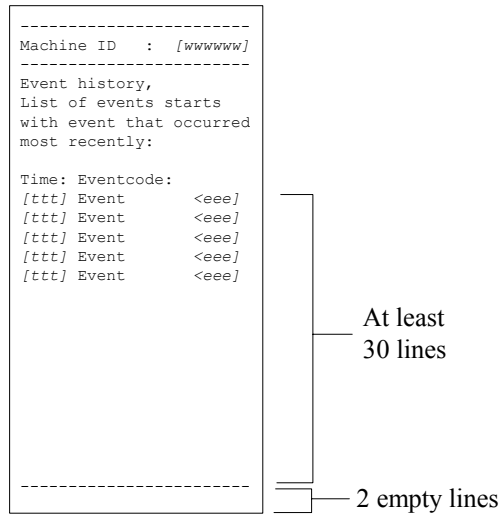 ------------------------
Machine ID   :  [wwwwww]
------------------------
Event history,
List of events starts
with event that occurred
most recently:
Time: Eventcode:
[ttt] Event       <eee]
[ttt] Event       <eee]
[ttt] Event       <eee]
[ttt] Event       <eee]
[ttt] Event       <eee]
At least
30 lines
------------------------
2 empty lines